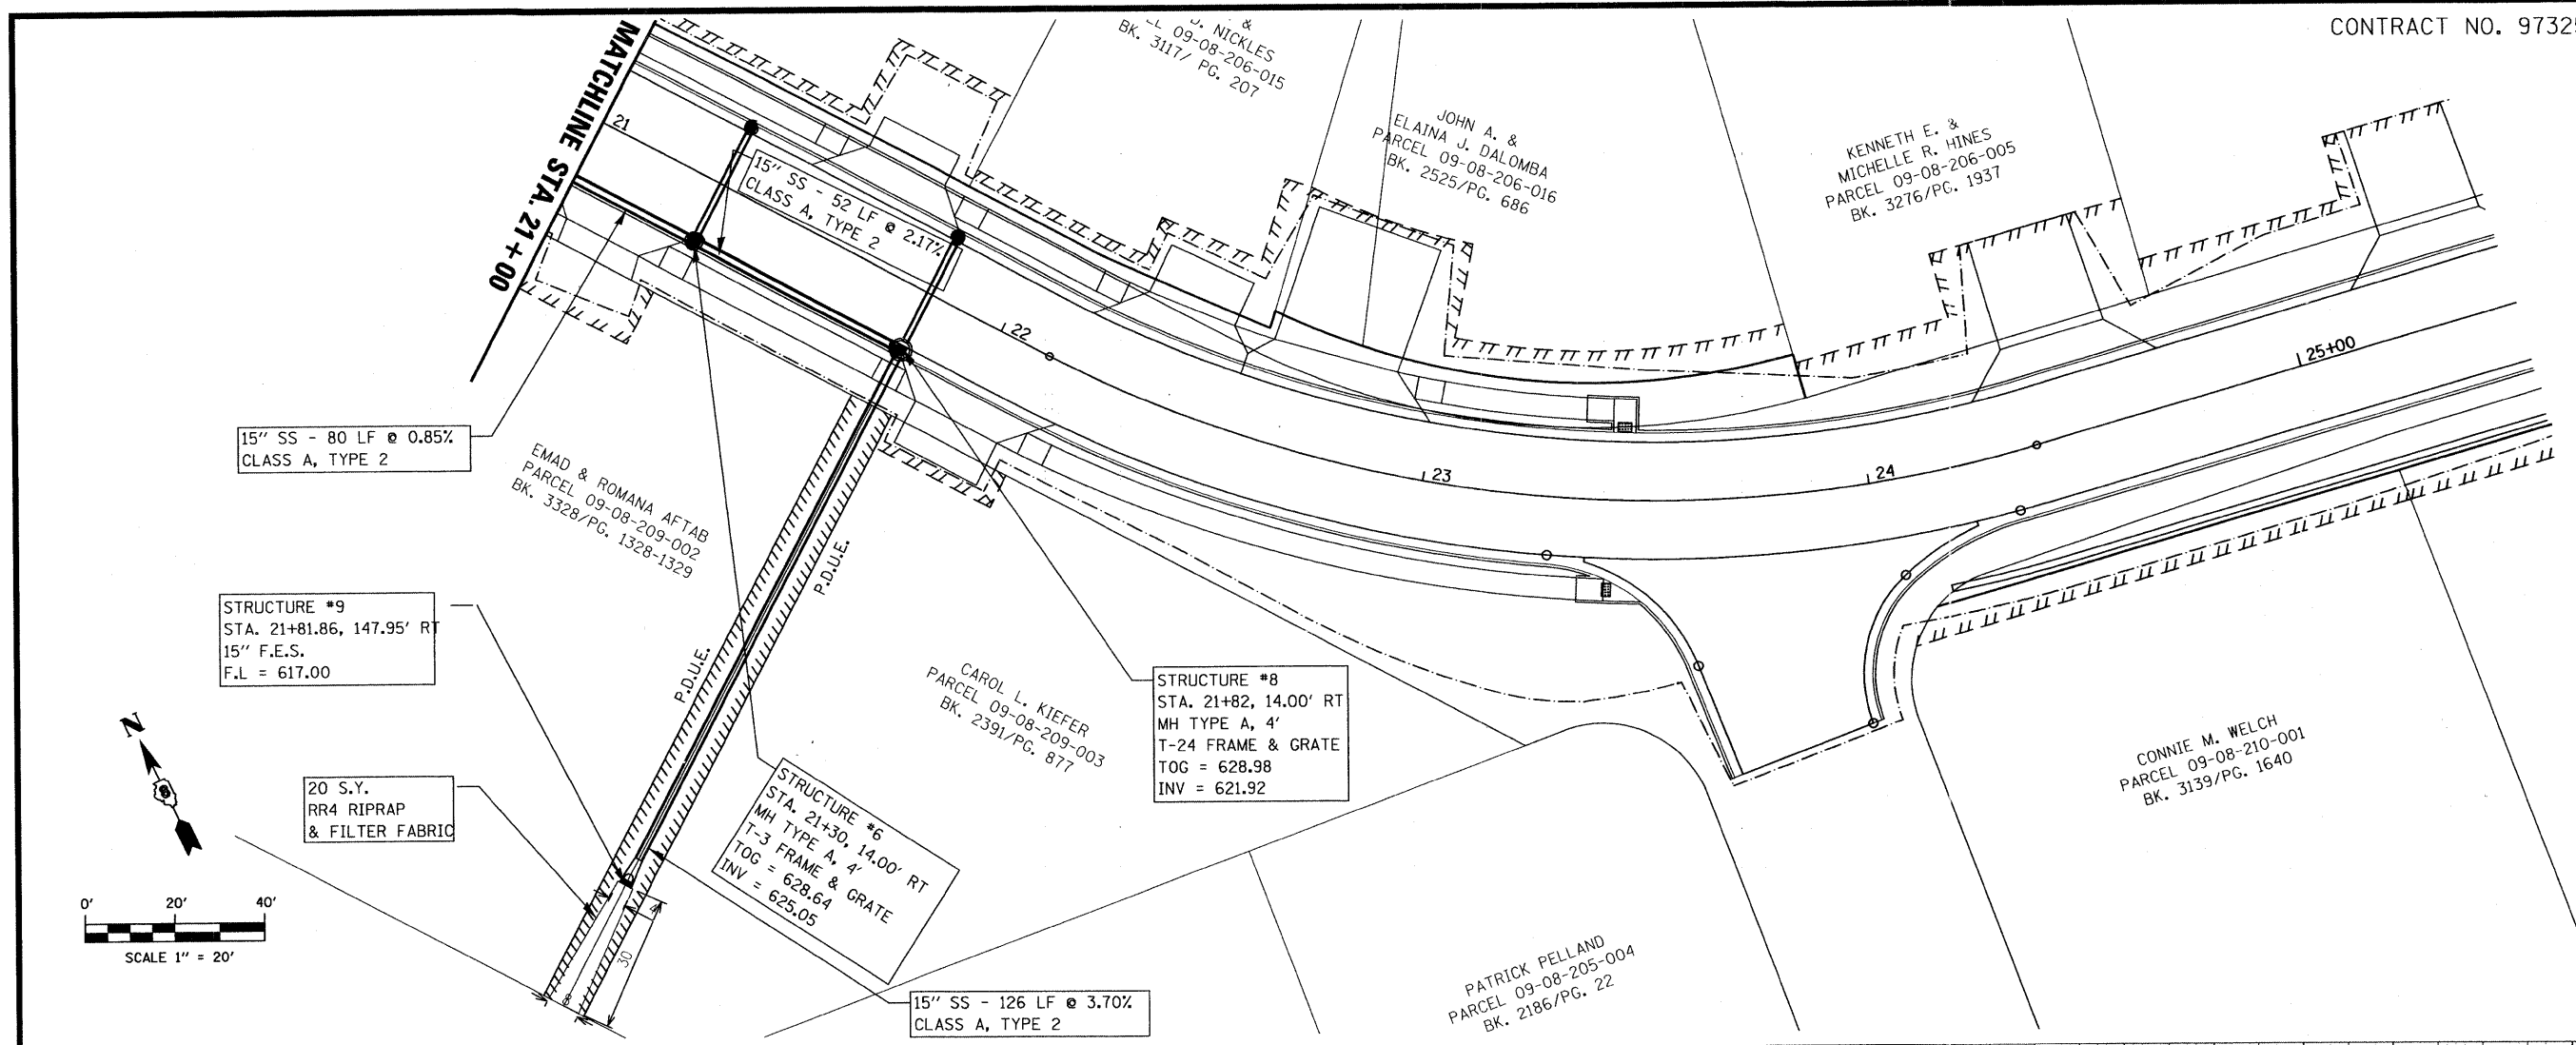 CONTRACT NO. 9732
& 
D. NICKLES
09-08-206-015
BK. 3117/ PG. 207
JOHN A. &
ELAINA J. DALOMBA
PARCEL 09-08-206-016
BK. 2525/PG. 686
KENNETH E. &
MICHELLE R. HINES
PARCEL 09-08-206-005
BK. 3276/PG. 1937
MATCHLINE STA. 21+00
21
15" SS - 52 LF @ 2.17%
CLASS A, TYPE 2
22
23
24
25+00
15" SS - 80 LF @ 0.85%
CLASS A, TYPE 2
EMAD & ROMANA AFTAB
PARCEL 09-08-209-002
BK. 3328/PG. 1328-1329
P.D.U.E.
P.D.U.E.
STRUCTURE #9
STA. 21+81.86, 147.95' RT
15" F.E.S.
F.L = 617.00
CAROL L. KIEFER
PARCEL 09-08-209-003
BK. 2391/PG. 877
STRUCTURE #8
STA. 21+82, 14.00' RT
MH TYPE A, 4'
T-24 FRAME & GRATE
TOG = 628.98
INV = 621.92
CONNIE M. WELCH
PARCEL 09-08-210-001
BK. 3139/PG. 1640
N
20 S.Y.
RR4 RIPRAP
& FILTER FABRIC
STRUCTURE #6
STA. 21+30, 14.00' RT
MH TYPE A, 4'
T-3 FRAME & GRATE
TOG = 628.64
INV = 625.05
0' 20' 40'
SCALE 1" = 20'
4
30
8
15" SS - 126 LF @ 3.70%
CLASS A, TYPE 2
PATRICK PELLAND
PARCEL 09-08-205-004
BK. 2186/PG. 22